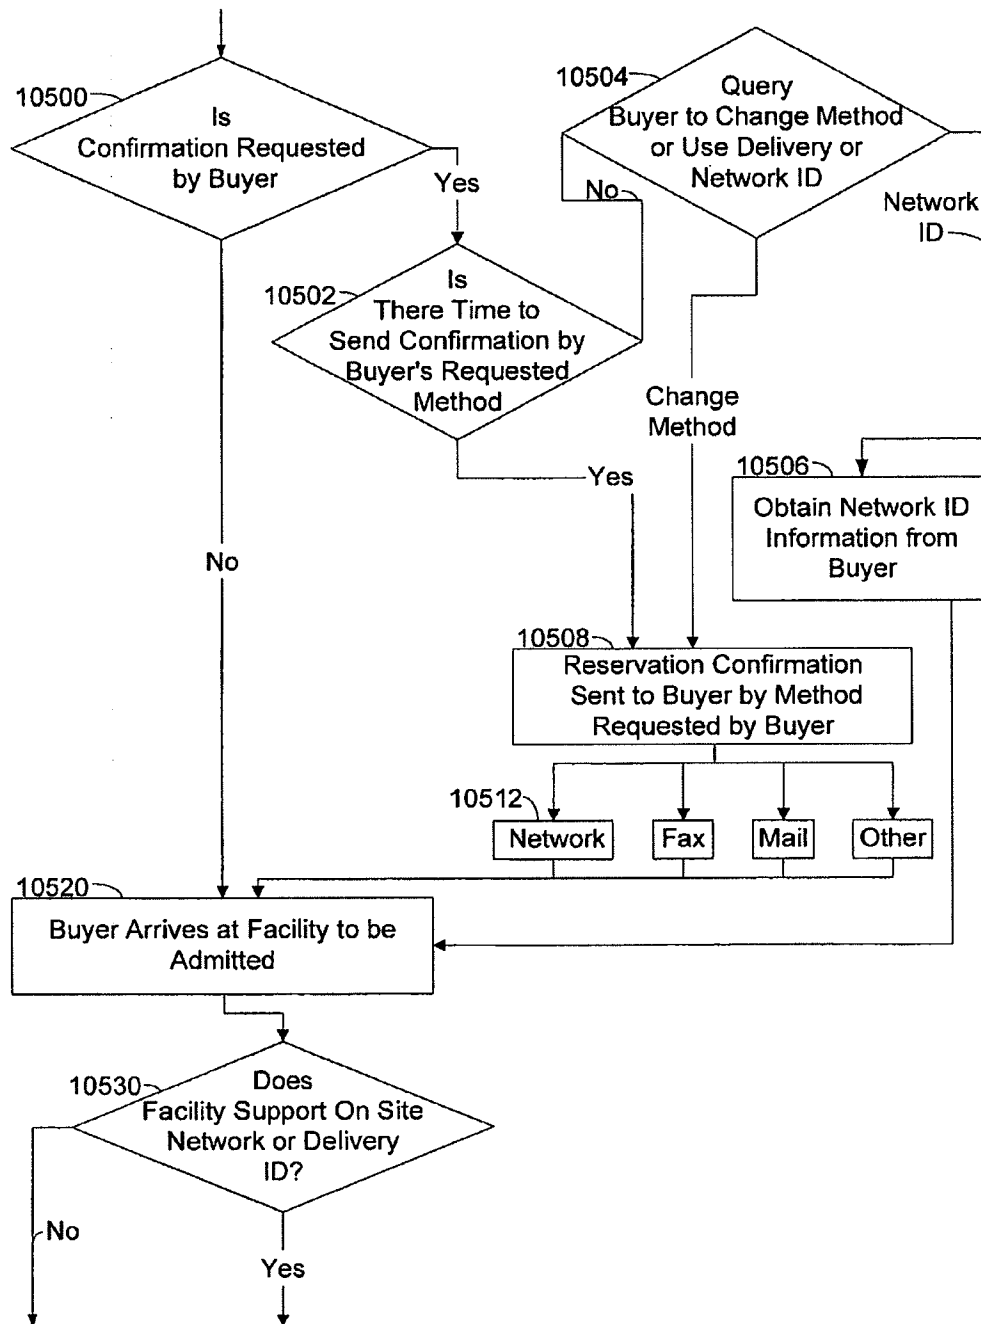 10500
Is
Confirmation Requested
by Buyer
Yes
10504
Query
Buyer to Change Method
or Use Delivery or
Network ID
No
Network
ID
10502
Is
There Time to
Send Confirmation by
Buyer's Requested
Method
Change
Method
Yes
10506
Obtain Network ID
Information from
Buyer
No
10508
Reservation Confirmation
Sent to Buyer by Method
Requested by Buyer
10512
Network
Fax
Mail
Other
10520
Buyer Arrives at Facility to be
Admitted
10530
Does
Facility Support On Site
Network or Delivery
ID?
No
Yes